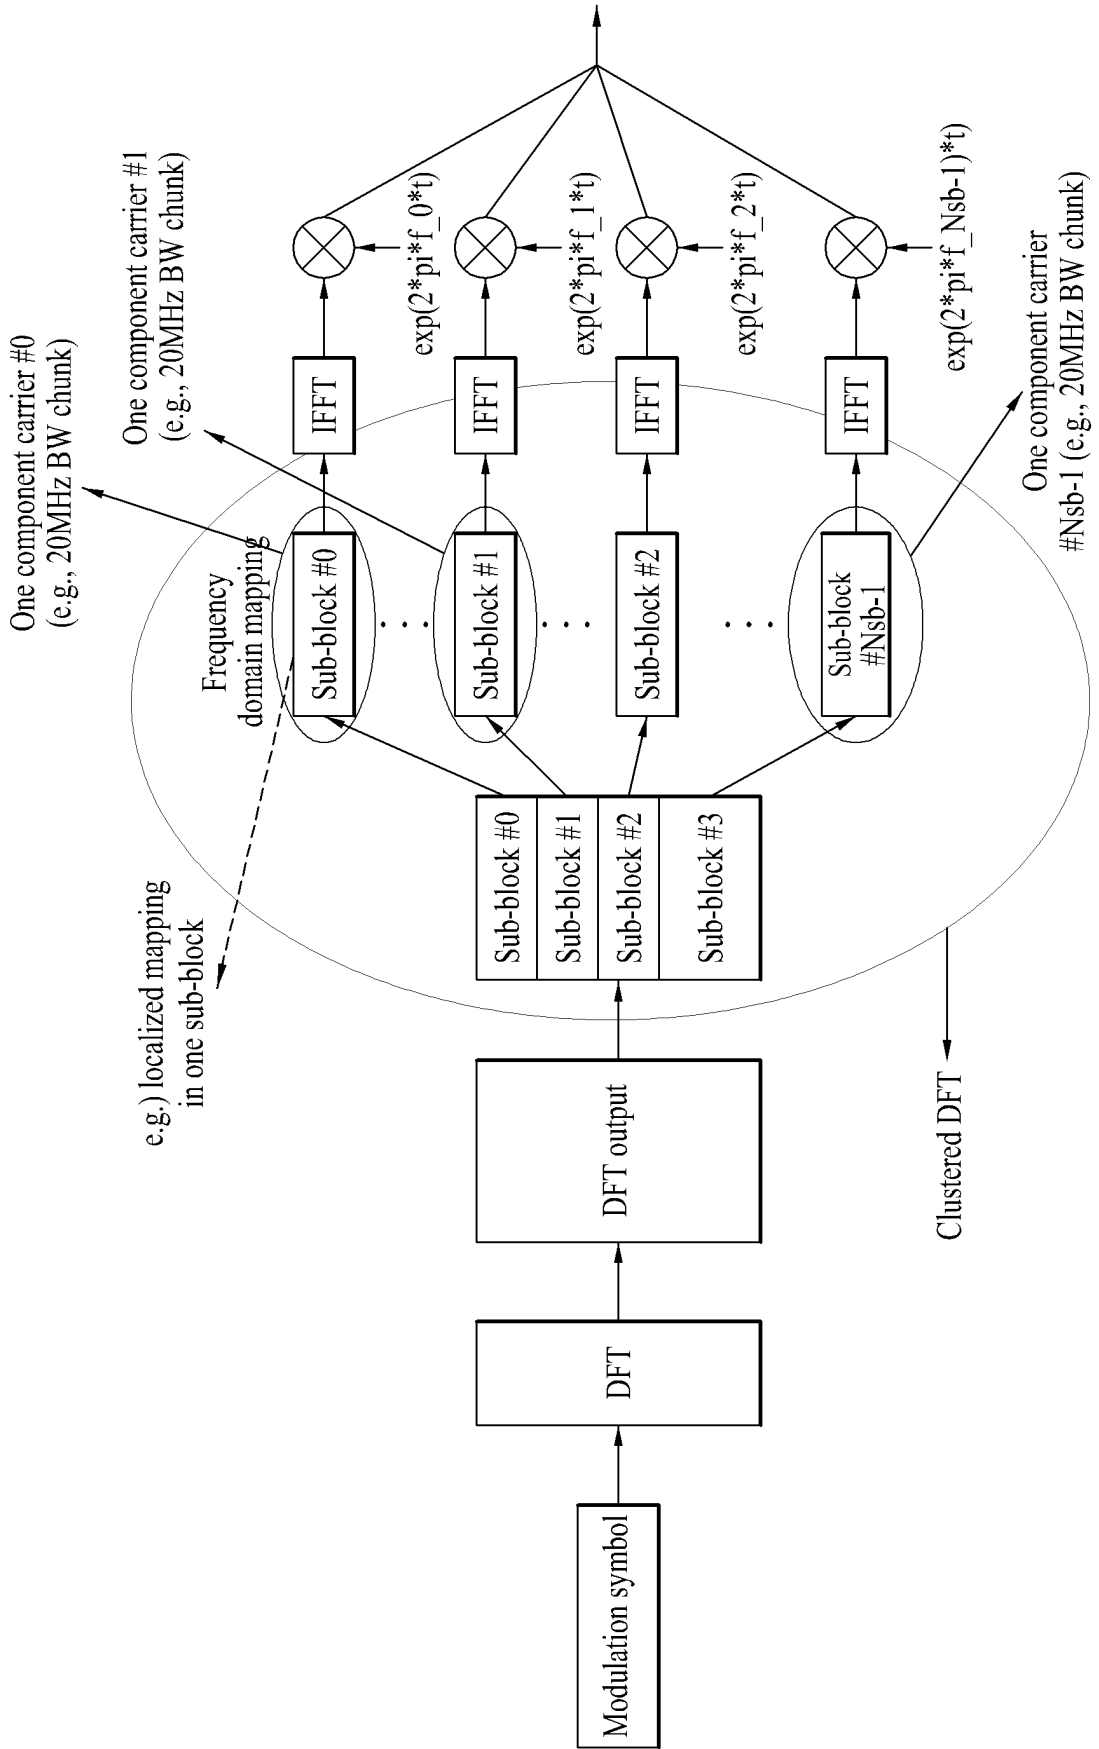 One component carrier #0
(e.g., 20MHz BW chunk)
One component carrier #1
(e.g., 20MHz BW chunk)
e.g.) localized mapping
in one sub-block
Frequency
domain mapping
Sub-block #0
IFFT
exp(2*pi*f_0*t)
Sub-block #1
IFFT
exp(2*pi*f_1*t)
Modulation symbol
DFT
DFT output
Sub-block #0
Sub-block #1
Sub-block #2
Sub-block #3
. . .
. . .
. . .
Sub-block #2
IFFT
exp(2*pi*f_2*t)
Sub-block
#Nsb-1
IFFT
exp(2*pi*f_Nsb-1)*t)
Clustered DFT
One component carrier
#Nsb-1 (e.g., 20MHz BW chunk)